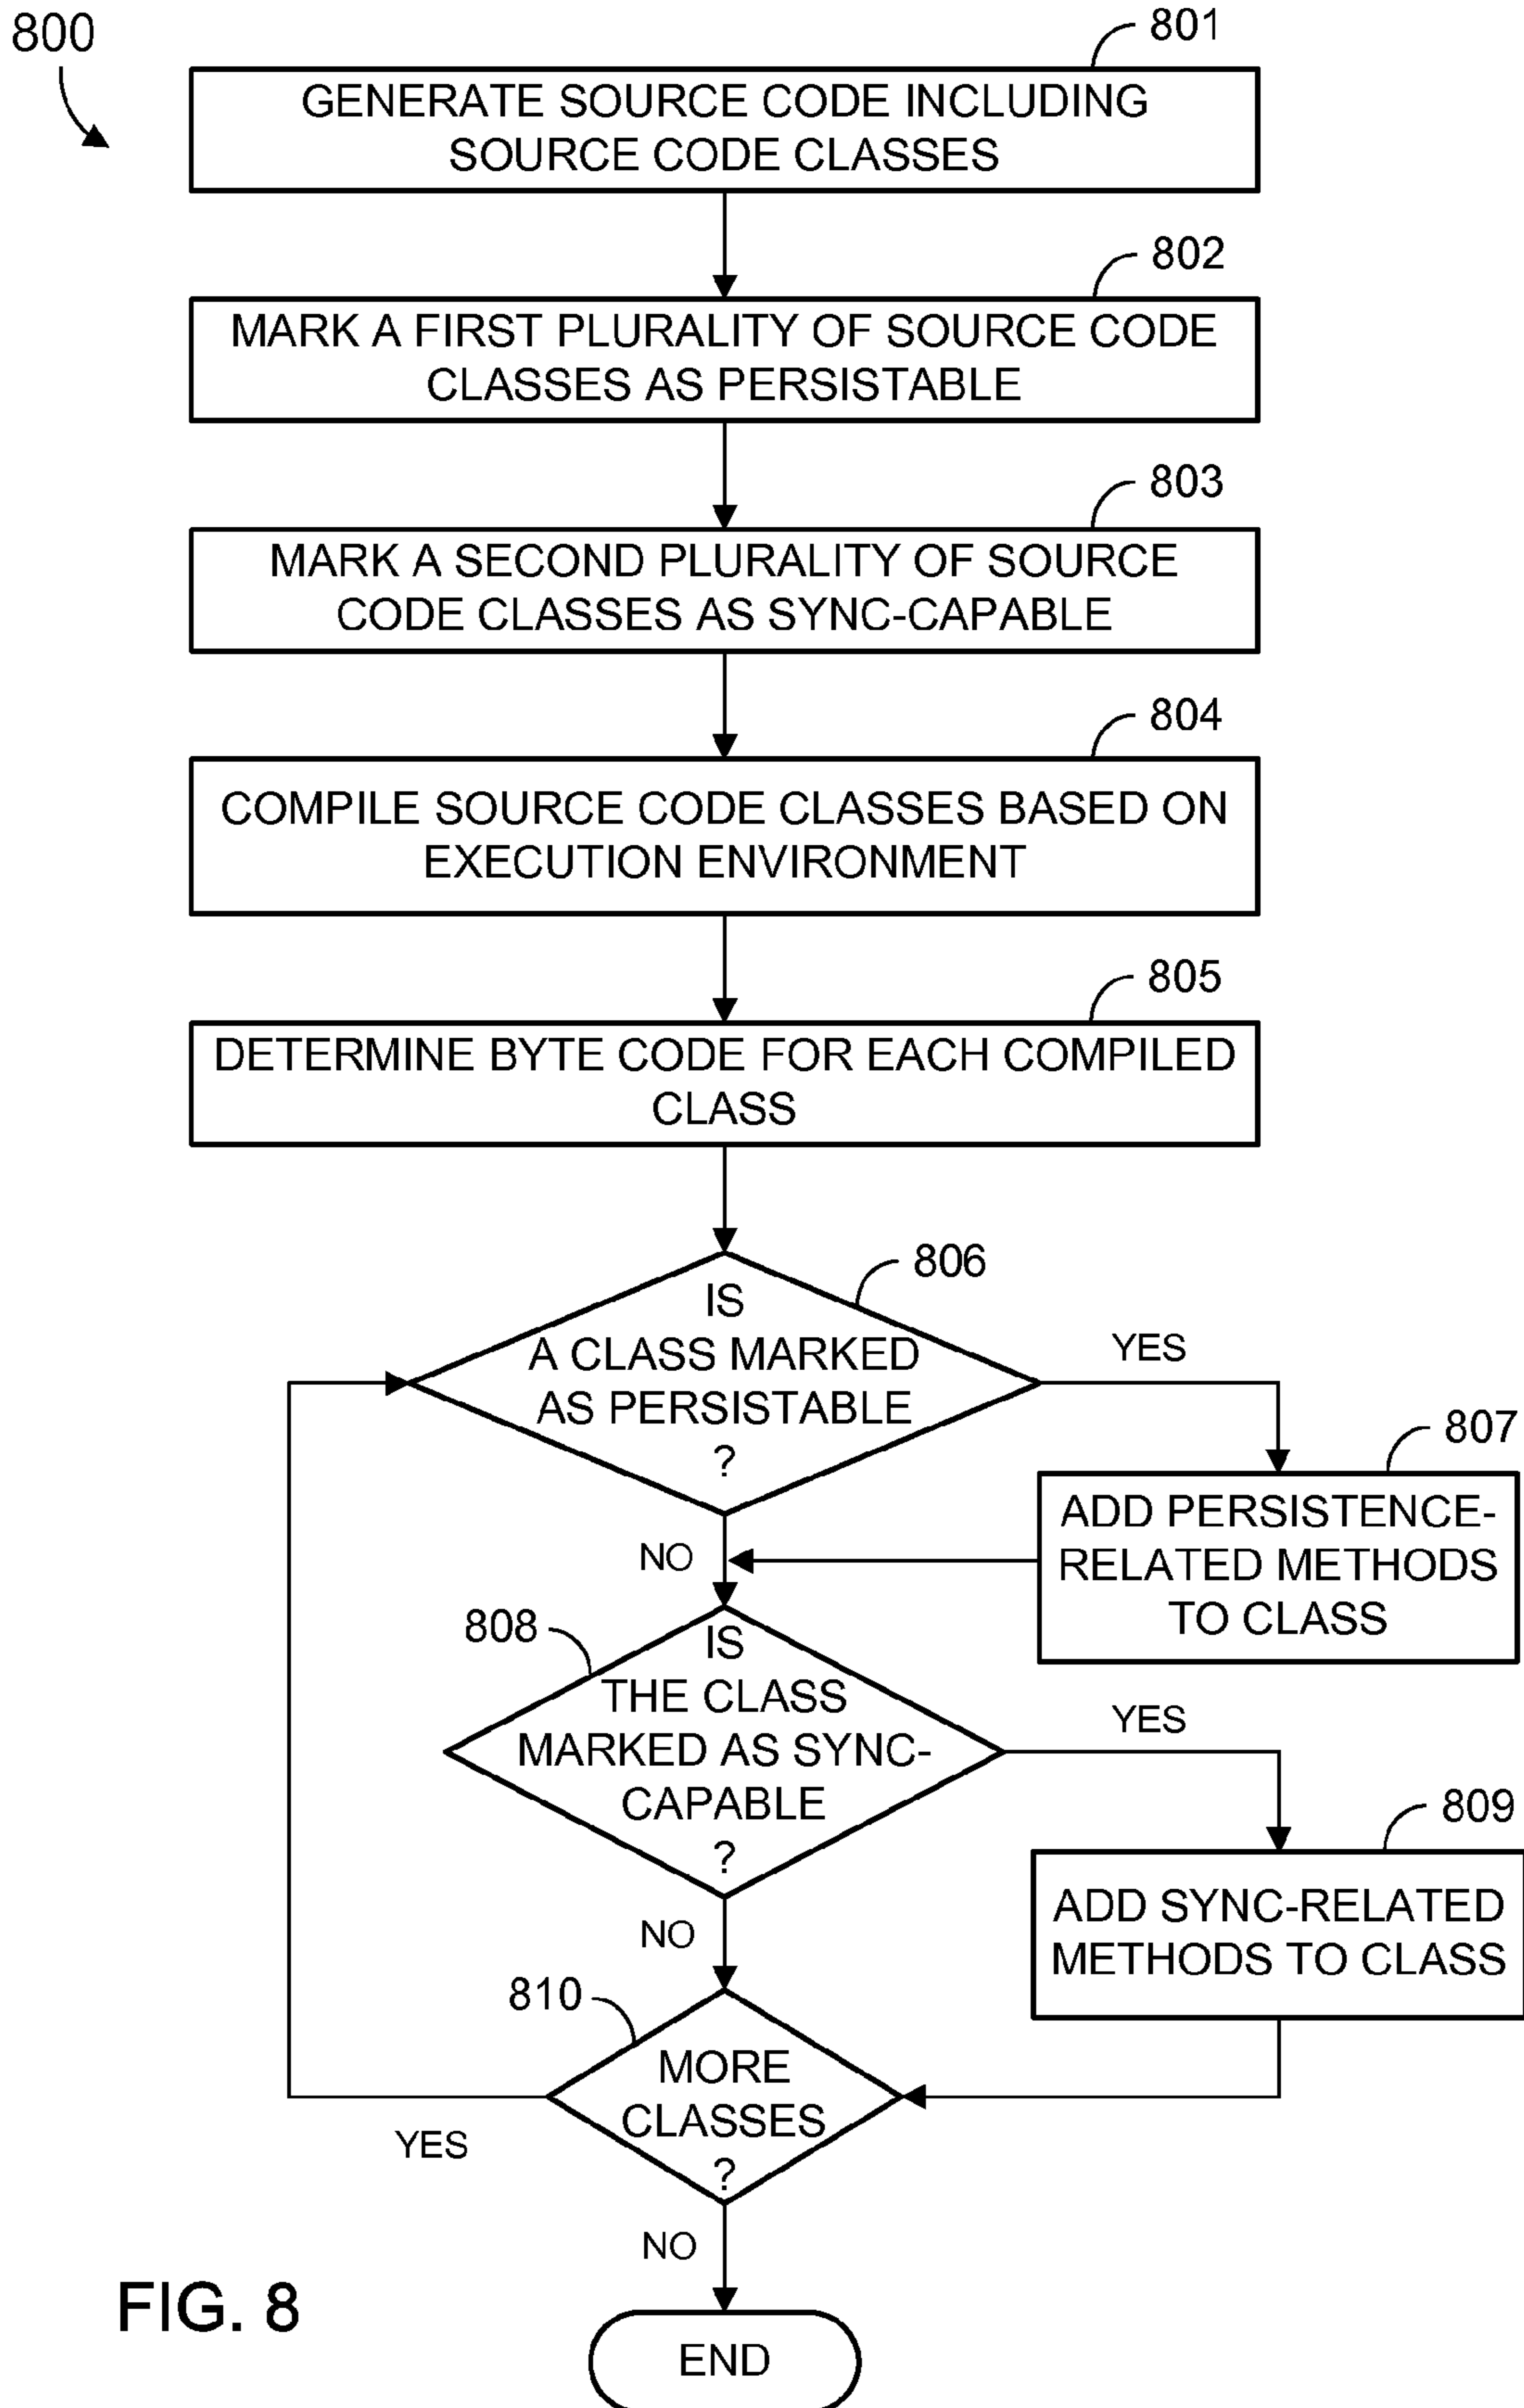 800
801
GENERATE SOURCE CODE INCLUDING
SOURCE CODE CLASSES
802
MARK A FIRST PLURALITY OF SOURCE CODE
CLASSES AS PERSISTABLE
803
MARK A SECOND PLURALITY OF SOURCE
CODE CLASSES AS SYNC-CAPABLE
804
COMPILE SOURCE CODE CLASSES BASED ON
EXECUTION ENVIRONMENT
805
DETERMINE BYTE CODE FOR EACH COMPILED
CLASS
806
IS
A CLASS MARKED
AS PERSISTABLE
?
YES
807
ADD PERSISTENCE-
RELATED METHODS
TO CLASS
NO
808
IS
THE CLASS
MARKED AS SYNC-
CAPABLE
?
YES
809
ADD SYNC-RELATED
METHODS TO CLASS
NO
810
MORE
CLASSES
?
YES
NO
END
FIG. 8